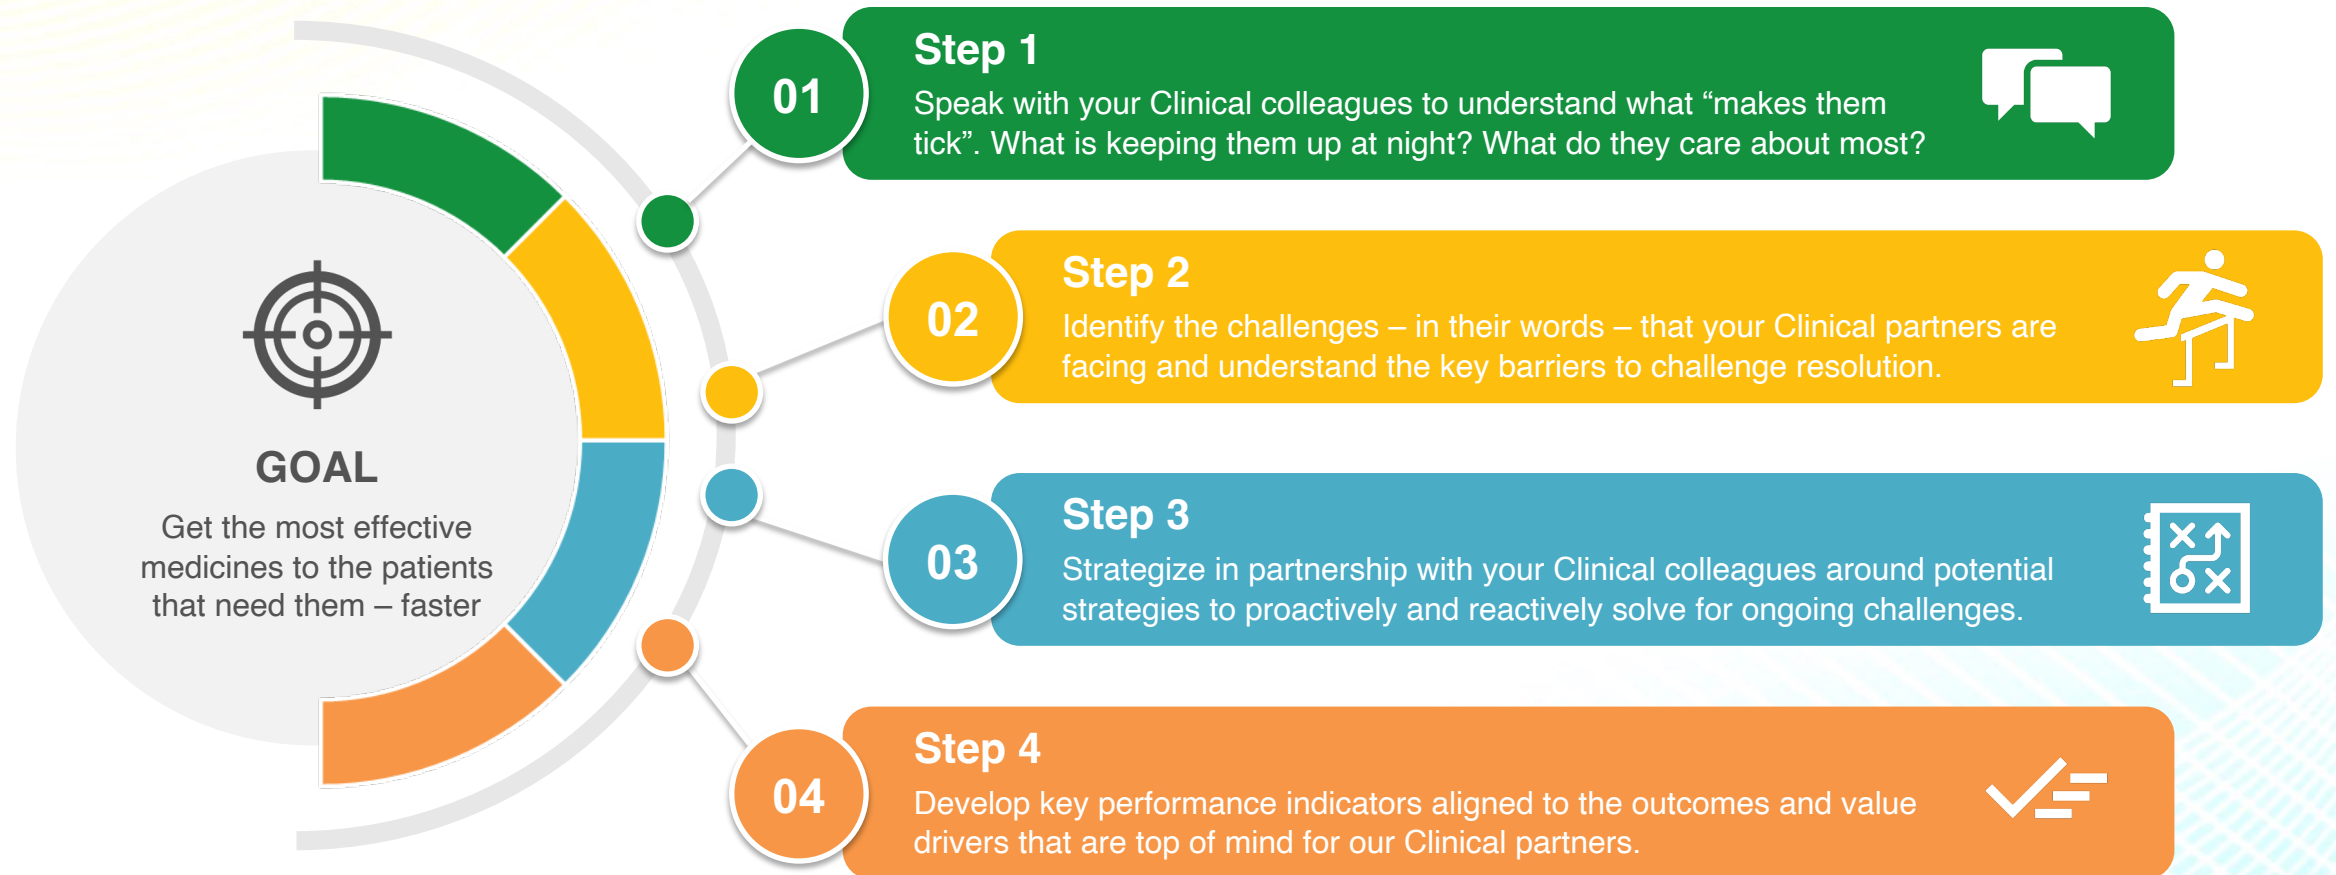 GOAL
Get the most effective
medicines to the patients
that need them – faster
01
Step 1
Speak with your Clinical colleagues to understand what “makes them
tick”. What is keeping them up at night? What do they care about most?
02
Step 2
Identify the challenges – in their words – that your Clinical partners are
facing and understand the key barriers to challenge resolution.
03
Step 3
Strategize in partnership with your Clinical colleagues around potential
strategies to proactively and reactively solve for ongoing challenges.
04
Step 4
Develop key performance indicators aligned to the outcomes and value
drivers that are top of mind for our Clinical partners.